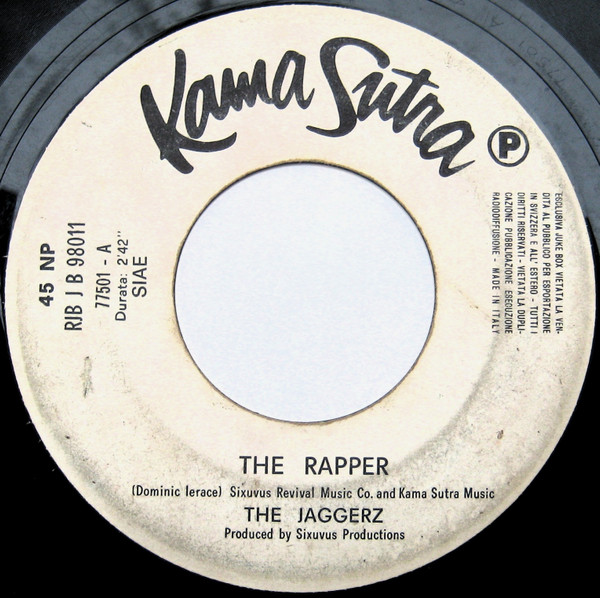 Kama Sutra
P
45 NP
RJB J B 98011
77501 - A
Durata: 2'42"
SIAE
ESCLUSIVA JUKE BOX VIETATA LA VEN-
DITA AL PUBBLICO PER ESPORTAZIONE
IN SVIZZERA E ALL' ESTERO - TUTTI I
DIRITTI RISERVATI - VIETATA LA DUPLI-
CAZIONE PUBBLICAZIONE ESECUZIONE
RADIODIFFUSIONE - MADE IN ITALY
THE RAPPER
(Dominic Ierace) Sixuvus Revival Music Co. and Kama Sutra Music
THE JAGGERZ
Produced by Sixuvus Productions